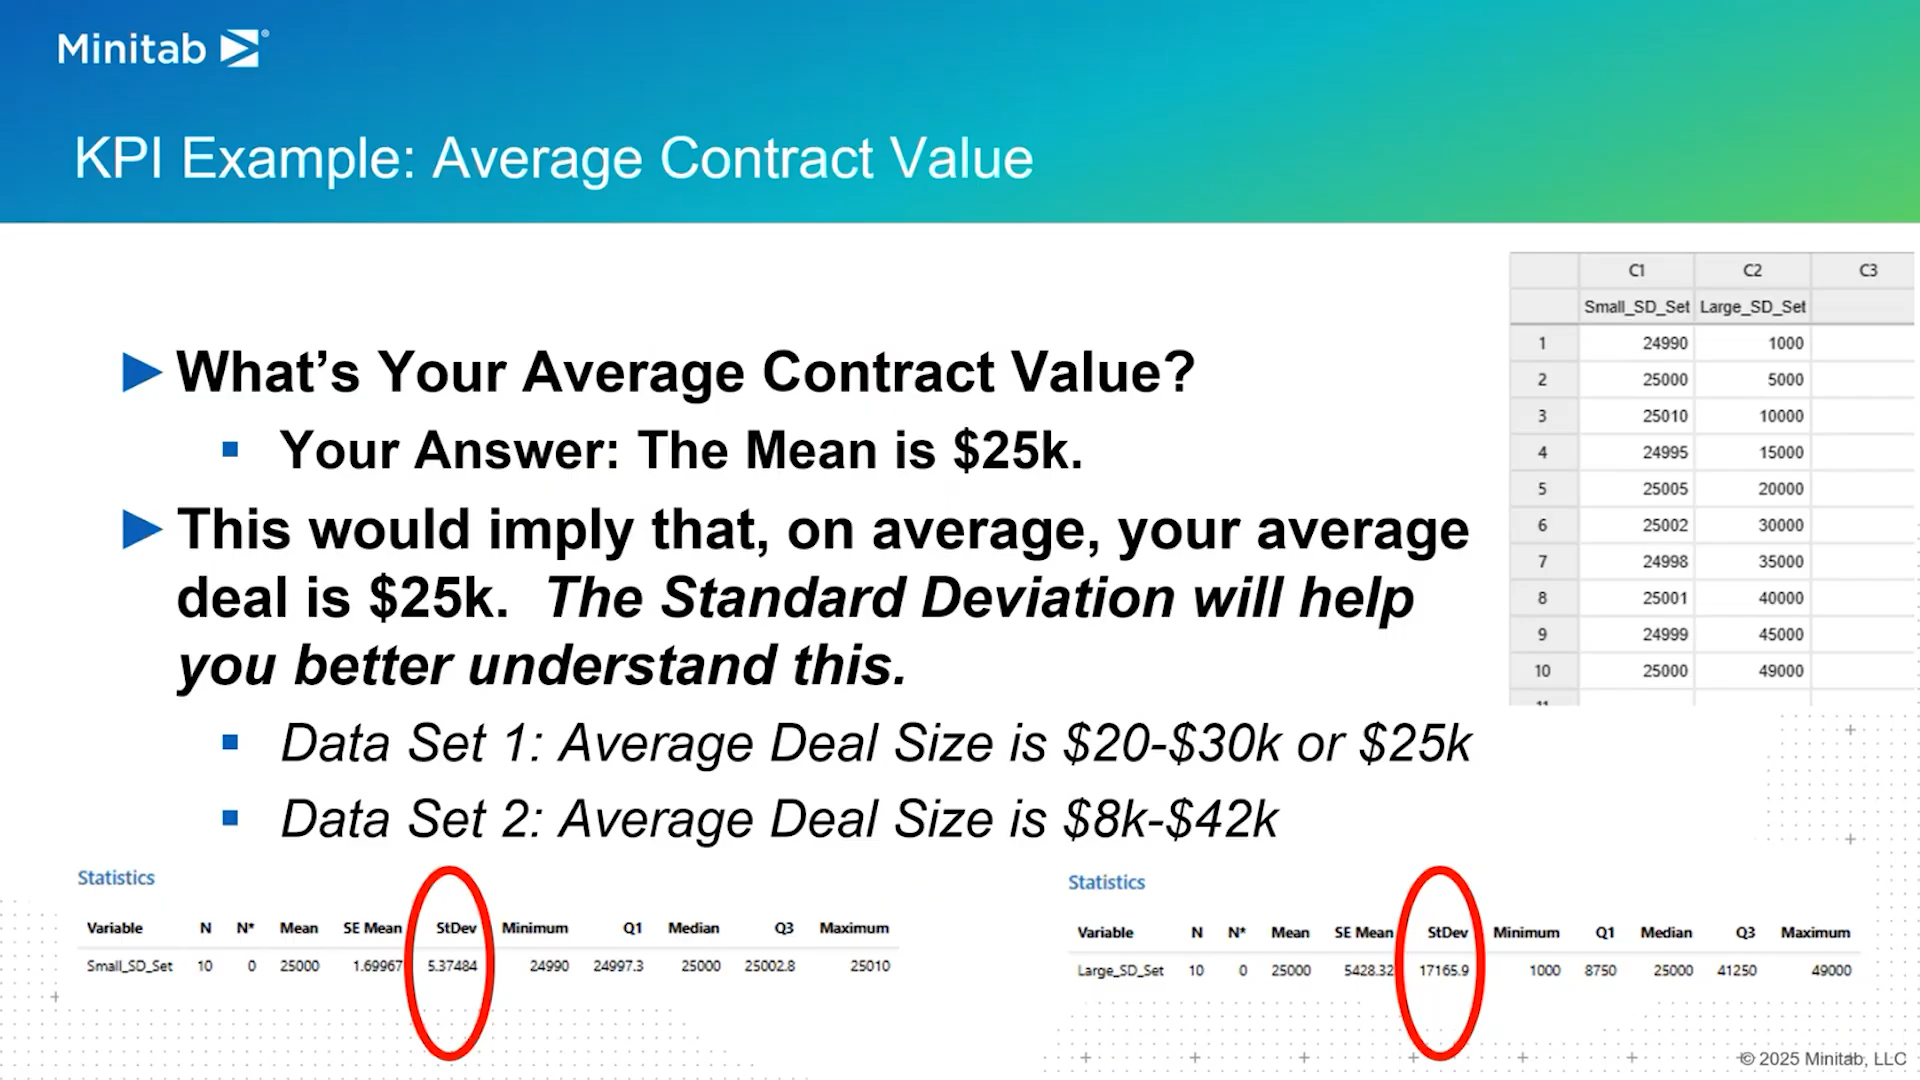 Minitab
KPI Example: Average Contract Value
What's Your Average Contract Value?
Your Answer: The Mean is $25k.
This would imply that, on average, your average
deal is $25k. The Standard Deviation will help
you better understand this.
Data Set 1: Average Deal Size is $20-$30k or $25k
Data Set 2: Average Deal Size is $8k-$42k
C1 C2 C3
Small_SD_Set Large_SD_Set
1 24990 1000
2 25000 5000
3 25010 10000
4 24995 15000
5 25005 20000
6 25002 30000
7 24998 35000
8 25001 40000
9 24999 45000
10 25000 49000
Statistics
Variable N N* Mean SE Mean StDev Minimum Q1 Median Q3 Maximum
Small_SD_Set 10 0 25000 1.69967 5.37484 24990 24997.3 25000 25002.8 25010
Statistics
Variable N N* Mean SE Mean StDev Minimum Q1 Median Q3 Maximum
Large_SD_Set 10 0 25000 5428.32 17165.9 1000 8750 25000 41250 49000
© 2025 Minitab, LLC